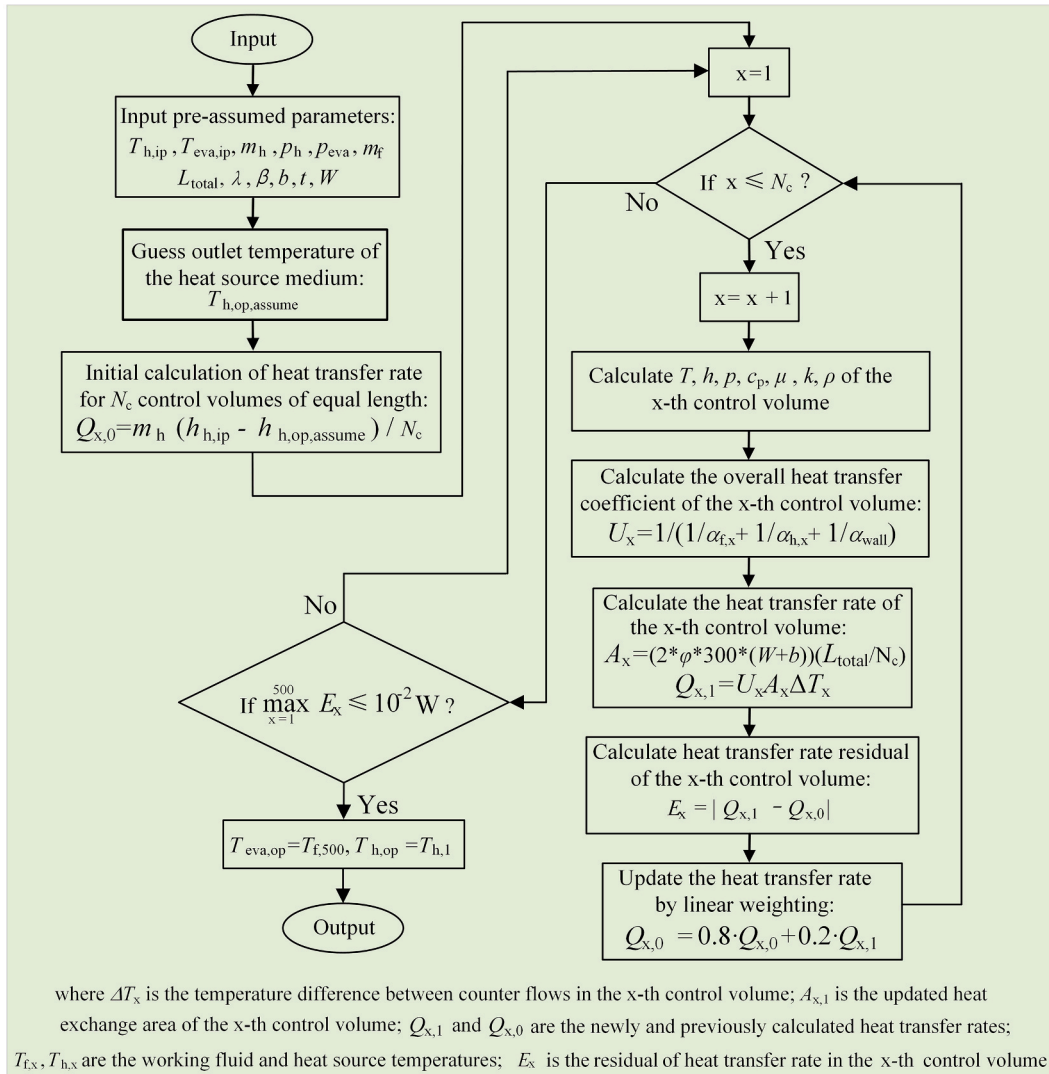 Input
Input pre-assumed parameters:
T_h,ip , T_eva,ip, m_h , p_h , p_eva, m_f
L_total, λ , β, b, t, W
Guess outlet temperature of
the heat source medium:
T_h,op,assume
Initial calculation of heat transfer rate
for N_c control volumes of equal length:
Q_x,0=m_h (h_h,ip - h_h,op,assume) / N_c
x=1
If x ≤ N_c ?
No
Yes
x= x + 1
Calculate T, h, p, c_p, μ , k, ρ of the
x-th control volume
Calculate the overall heat transfer
coefficient of the x-th control volume:
U_x=1/(1/α_f,x+ 1/α_h,x+ 1/α_wall)
Calculate the heat transfer rate of
the x-th control volume:
A_x=(2*φ*300*(W+b))(L_total/N_c)
Q_x,1=U_xA_xΔT_x
Calculate heat transfer rate residual
of the x-th control volume:
E_x = | Q_x,1 - Q_x,0|
Update the heat transfer rate
by linear weighting:
Q_x,0 = 0.8·Q_x,0+0.2·Q_x,1
No
500
If max E_x ≤ 10^-2 W ?
x=1
Yes
T_eva,op=T_f,500, T_h,op =T_h,1
Output
where ΔT_x is the temperature difference between counter flows in the x-th control volume; A_x,1 is the updated heat
exchange area of the x-th control volume; Q_x,1 and Q_x,0 are the newly and previously calculated heat transfer rates;
T_f,x , T_h,x are the working fluid and heat source temperatures; E_x is the residual of heat transfer rate in the x-th control volume